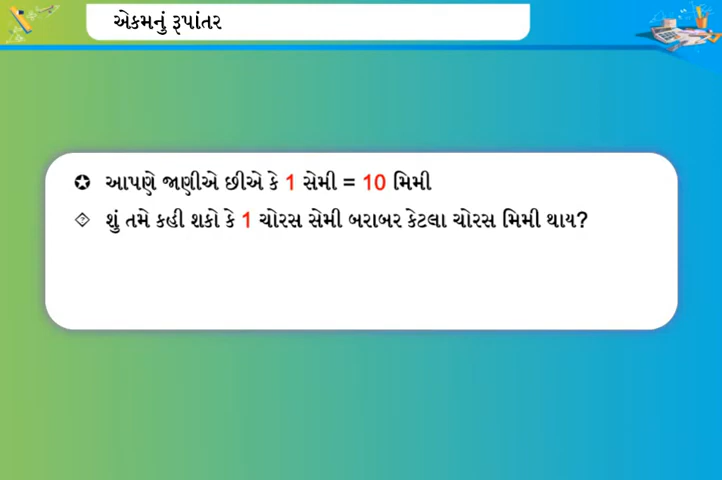 એકમનું રૂપાંતર
✪ આપણે જાણીએ છીએ કે 1 સેમી = 10 મિમી
શું તમે કહી શકો કે 1 ચોરસ સેમી બરાબર કેટલા ચોરસ મિમી થાય?